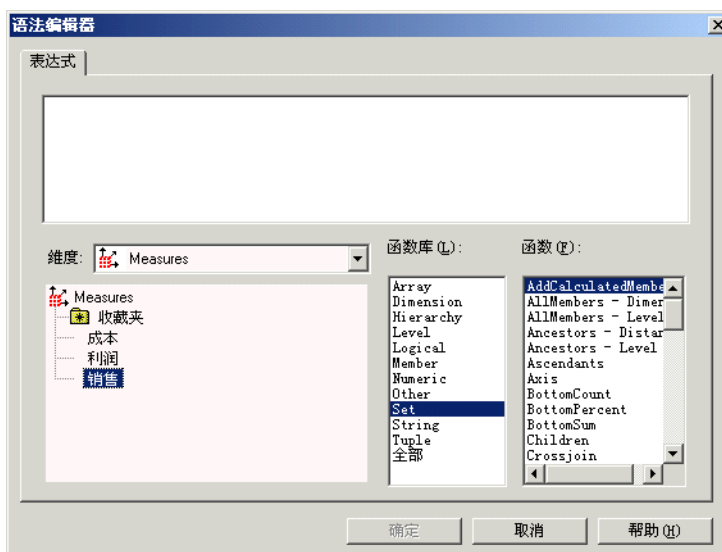 语法编辑器
表达式
维度: Measures
函数库(L):
函数(F):
Measures
收藏夹
成本
利润
销售
Array
Dimension
Hierarchy
Level
Logical
Member
Numeric
Other
Set
String
Tuple
全部
AddCalculatedMembe
AllMembers - Dimer
AllMembers - Level
Ancestors - Distar
Ancestors - Level
Ascendants
Axis
BottomCount
BottomPercent
BottomSum
Children
Crossjoin
确定 取消 帮助(H)